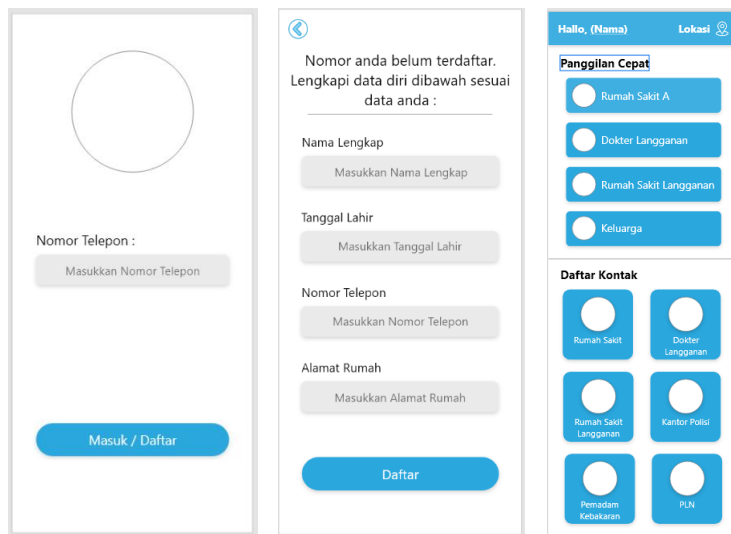 Nomor Telepon :
Masukkan Nomor Telepon
Masuk / Daftar
Nomor anda belum terdaftar.
Lengkapi data diri dibawah sesuai
data anda :
Nama Lengkap
Masukkan Nama Lengkap
Tanggal Lahir
Masukkan Tanggal Lahir
Nomor Telepon
Masukkan Nomor Telepon
Alamat Rumah
Masukkan Alamat Rumah
Daftar
Hallo, (Nama) Lokasi
Panggilan Cepat
Rumah Sakit A
Dokter Langganan
Rumah Sakit Langganan
Keluarga
Daftar Kontak
Rumah Sakit
Dokter
Langganan
Rumah Sakit
Langganan
Kantor Polisi
Pemadam
Kebakaran
PLN